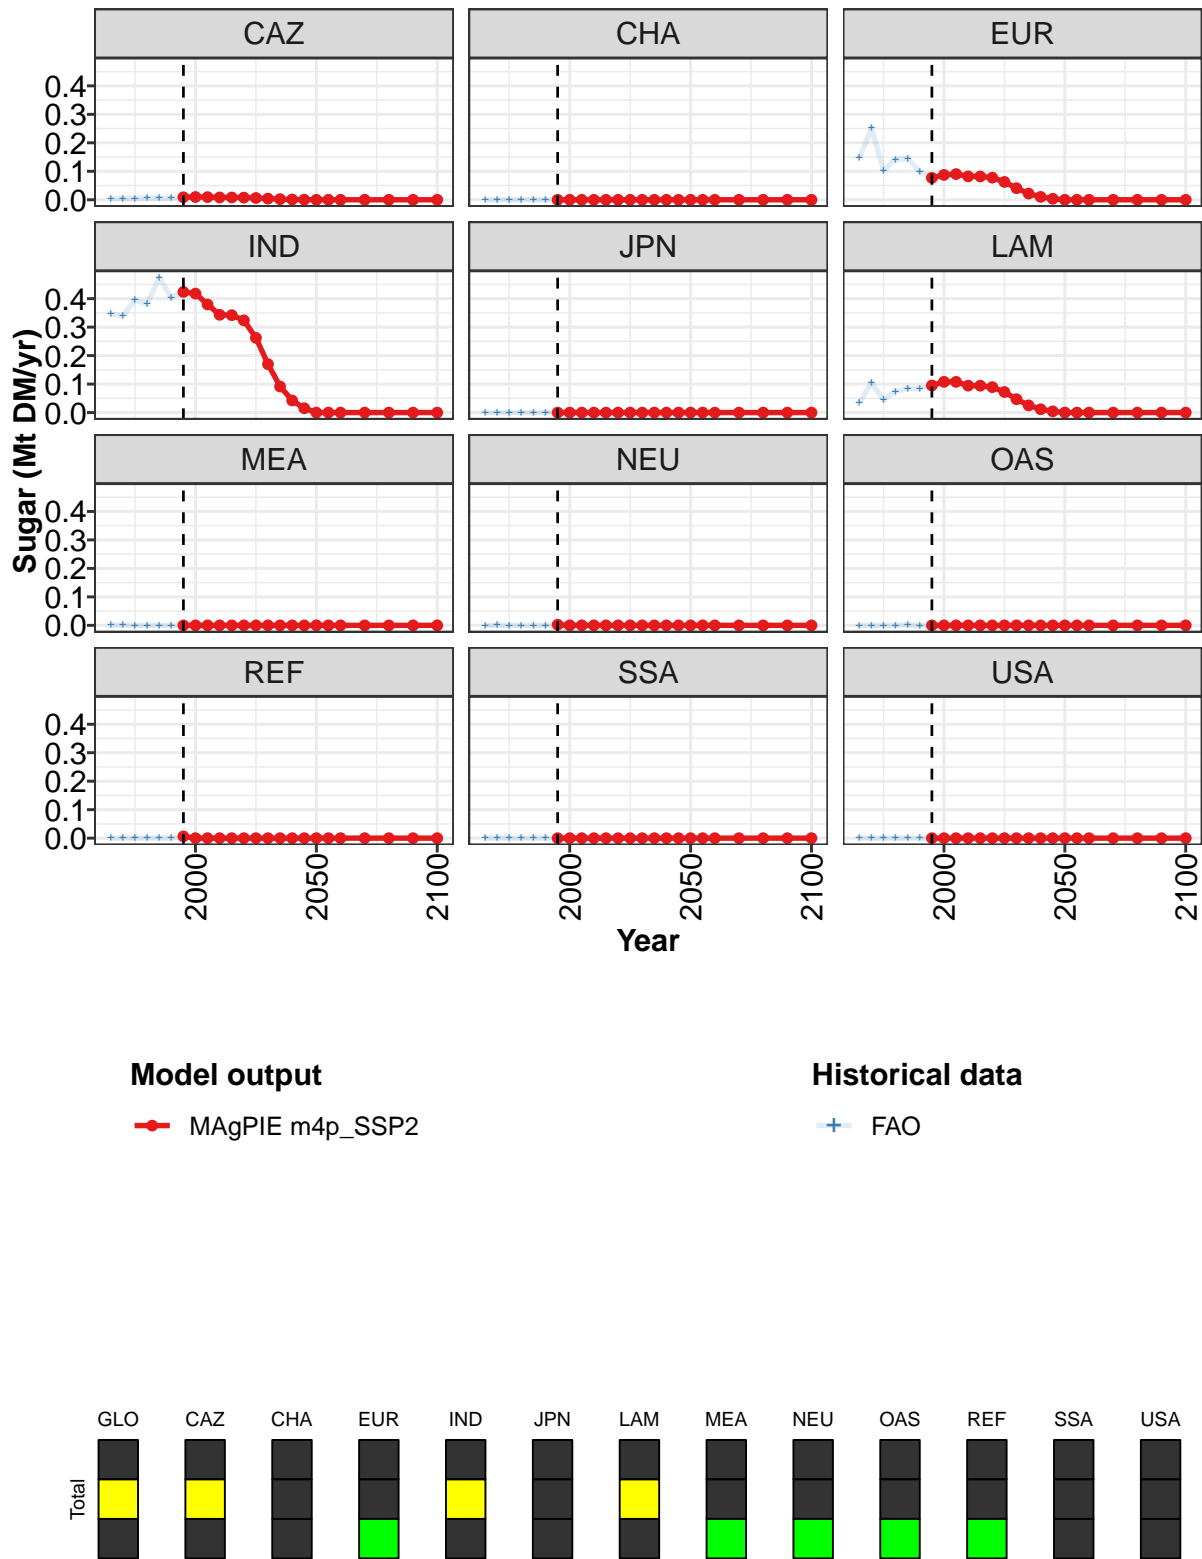 CAZ CHA EUR
0.4
0.3
0.2
0.1
0.0
IND JPN LAM
0.4
0.3
0.2
0.1
0.0
MEA NEU OAS
0.4
0.3
0.2
0.1
0.0
REF SSA USA
0.4
0.3
0.2
0.1
0.0
Sugar (Mt DM/yr)
2000 2050 2100 2000 2050 2100 2000 2050 2100
Year
Model output
MAgPIE m4p_SSP2
Historical data
FAO
GLO CAZ CHA EUR IND JPN LAM MEA NEU OAS REF SSA USA
Total